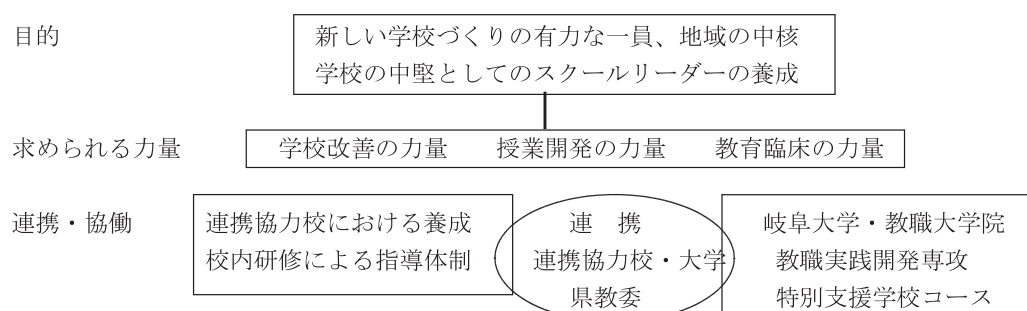 目的
新しい学校づくりの有力な一員、地域の中核
学校の中堅としてのスクールリーダーの養成
求められる力量
学校改善の力量 授業開発の力量 教育臨床の力量
連携・協働
連携協力校における養成
校内研修による指導体制
連 携
連携協力校・大学
県教委
岐阜大学・教職大学院
教職実践開発専攻
特別支援学校コース